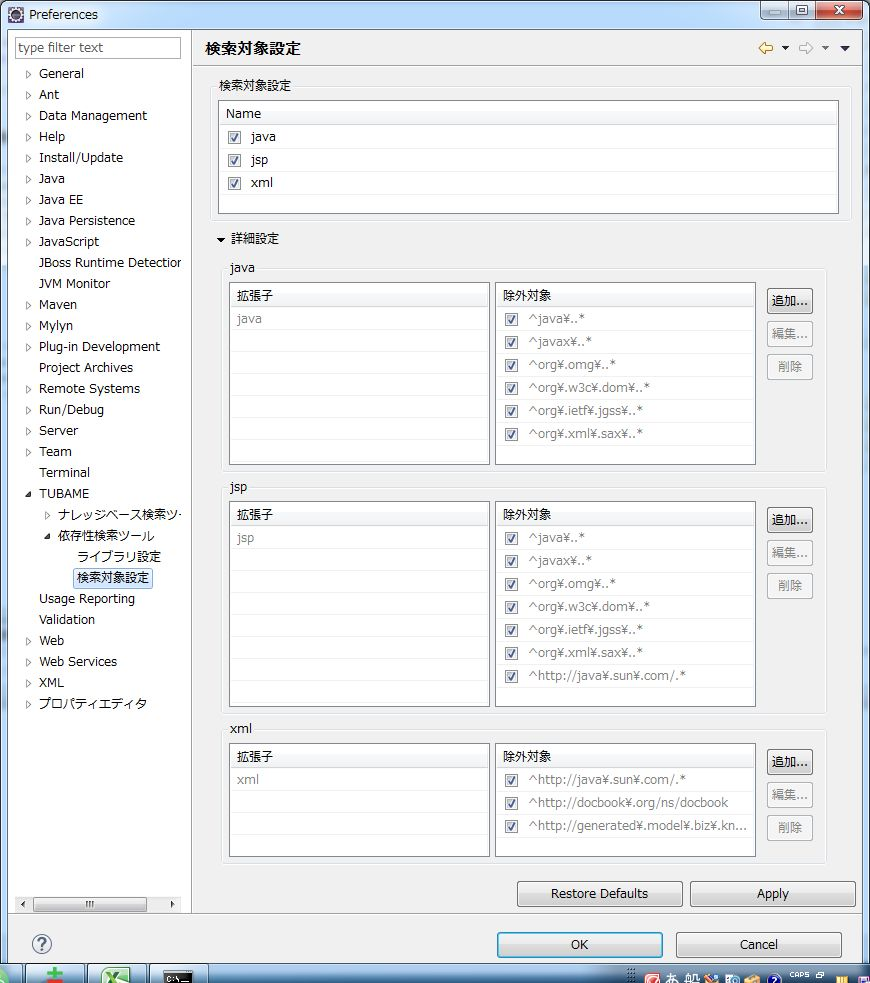 Preferences
type filter text
General
Ant
Data Management
Help
Install/Update
Java
Java EE
Java Persistence
JavaScript
JBoss Runtime Detection
JVM Monitor
Maven
Mylyn
Plug-in Development
Project Archives
Remote Systems
Run/Debug
Server
Team
Terminal
TUBAME
ナレッジベース検索ツー
依存性検索ツール
ライブラリ設定
検索対象設定
Usage Reporting
Validation
Web
Web Services
XML
プロパティエディタ
検索対象設定
検索対象設定
Name
java
jsp
xml
詳細設定
java
拡張子
java
除外対象
^java¥..*
^javax¥..*
^org¥.omg¥..*
^org¥.w3c¥.dom¥..*
^org¥.ietf¥.jgss¥..*
^org¥.xml¥.sax¥..*
追加...
編集...
削除
jsp
拡張子
jsp
除外対象
^java¥..*
^javax¥..*
^org¥.omg¥..*
^org¥.w3c¥.dom¥..*
^org¥.ietf¥.jgss¥..*
^org¥.xml¥.sax¥..*
^http://java¥.sun¥.com/.*
追加...
編集...
削除
xml
拡張子
xml
除外対象
^http://java¥.sun¥.com/.*
^http://docbook¥.org/ns/docbook
^http://generated¥.model¥.biz¥.kn...
追加...
編集...
削除
Restore Defaults
Apply
OK
Cancel
C:\
あ 般
CAPS